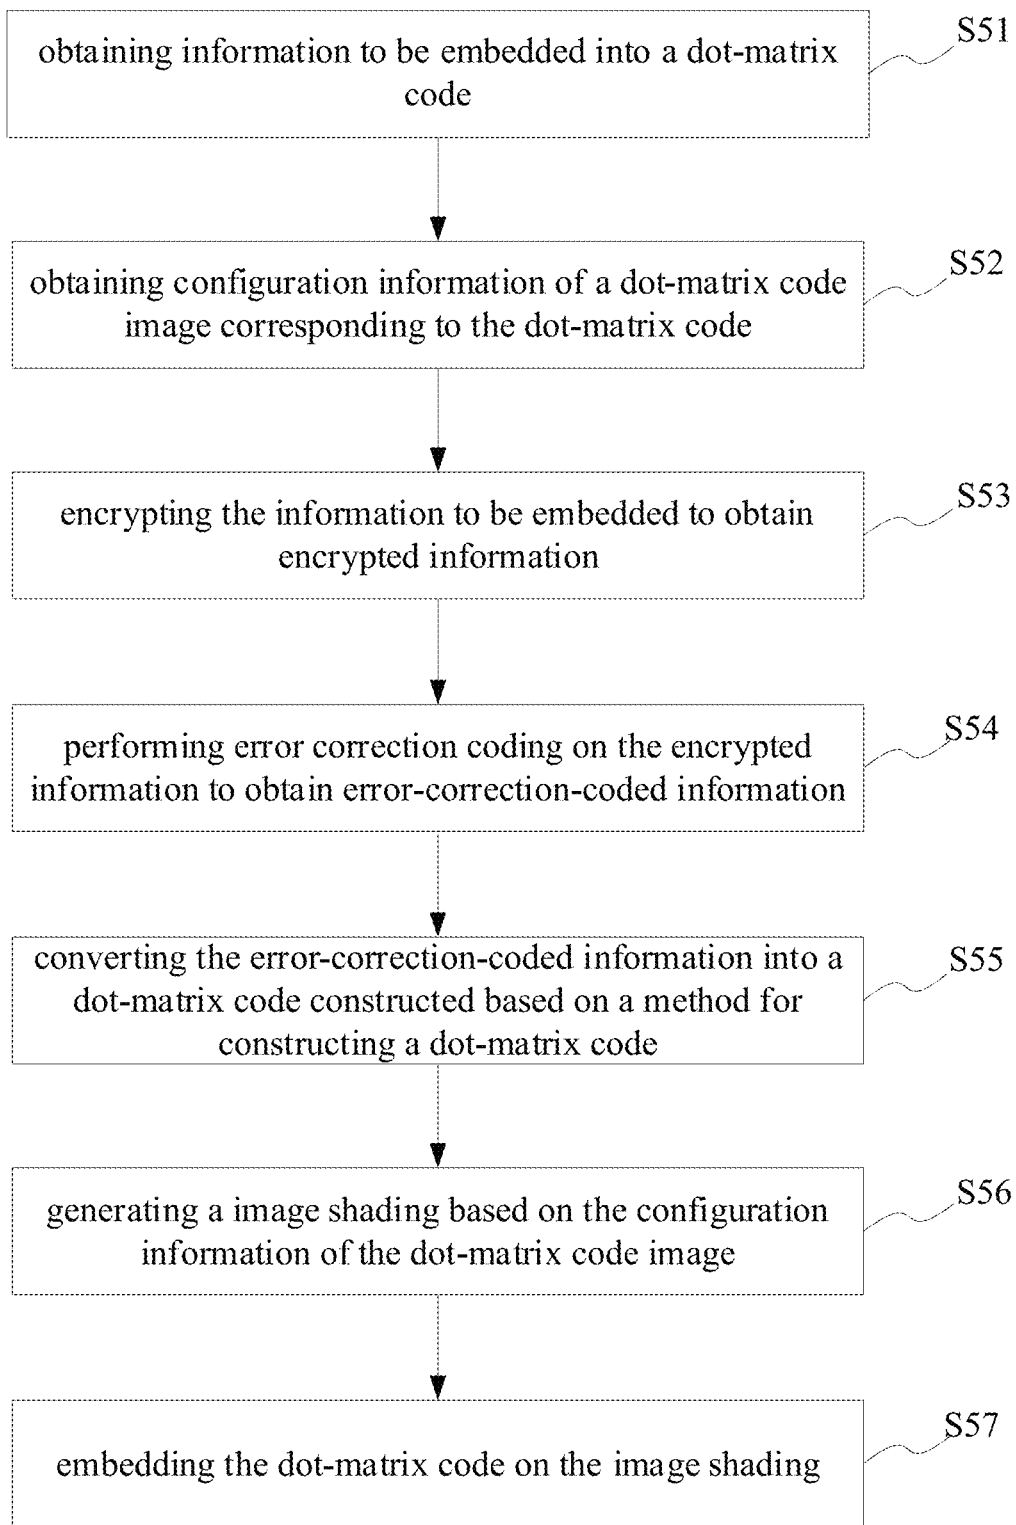 obtaining information to be embedded into a dot-matrix
code
S51
obtaining configuration information of a dot-matrix code
image corresponding to the dot-matrix code
S52
encrypting the information to be embedded to obtain
encrypted information
S53
performing error correction coding on the encrypted
information to obtain error-correction-coded information
S54
converting the error-correction-coded information into a
dot-matrix code constructed based on a method for
constructing a dot-matrix code
S55
generating a image shading based on the configuration
information of the dot-matrix code image
S56
embedding the dot-matrix code on the image shading
S57